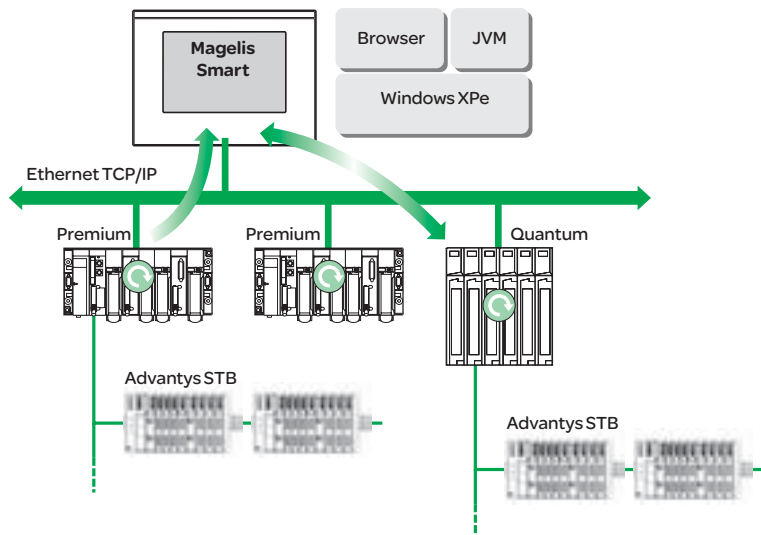 Magelis
Smart
Browser
JVM
Windows XPe
Ethernet TCP/IP
Premium
Premium
Quantum
Advantys STB
Advantys STB